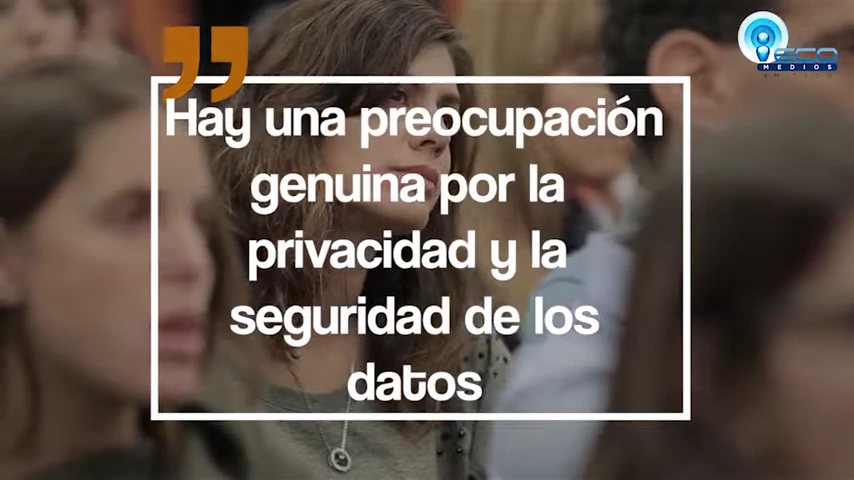 ECO
MEDIOS
Hay una preocupación
genuina por la
privacidad y la
seguridad de los
datos